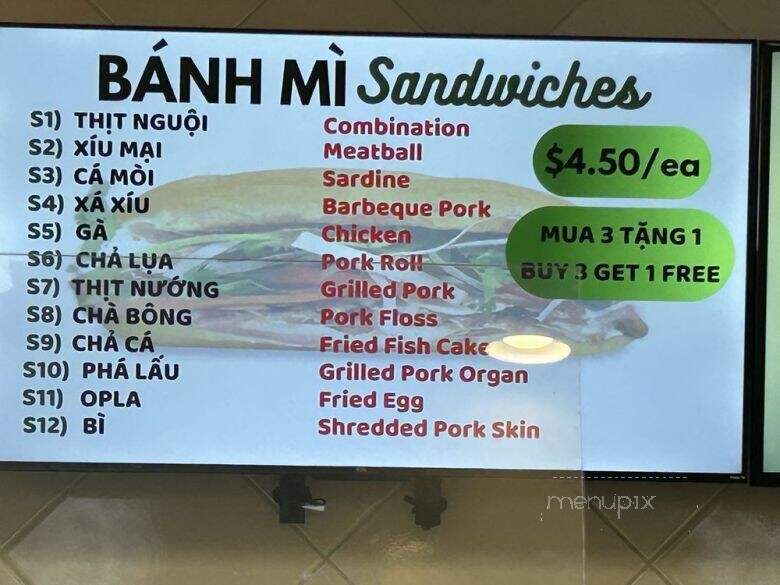 BÁNH MÌ Sandwiches
S1) THỊT NGUỘI Combination
S2) XÍU MẠI Meatball
S3) CÁ MÒI Sardine
S4) XÁ XÍU Barbeque Pork
S5) GÀ Chicken
S6) CHẢ LỤA Pork Roll
S7) THỊT NƯỚNG Grilled Pork
S8) CHÀ BÔNG Pork Floss
S9) CHẢ CÁ Fried Fish Cake
S10) PHÁ LẤU Grilled Pork Organ
S11) OPLA Fried Egg
S12) BÌ Shredded Pork Skin
$4.50/ea
MUA 3 TẶNG 1
BUY 3 GET 1 FREE
menupix